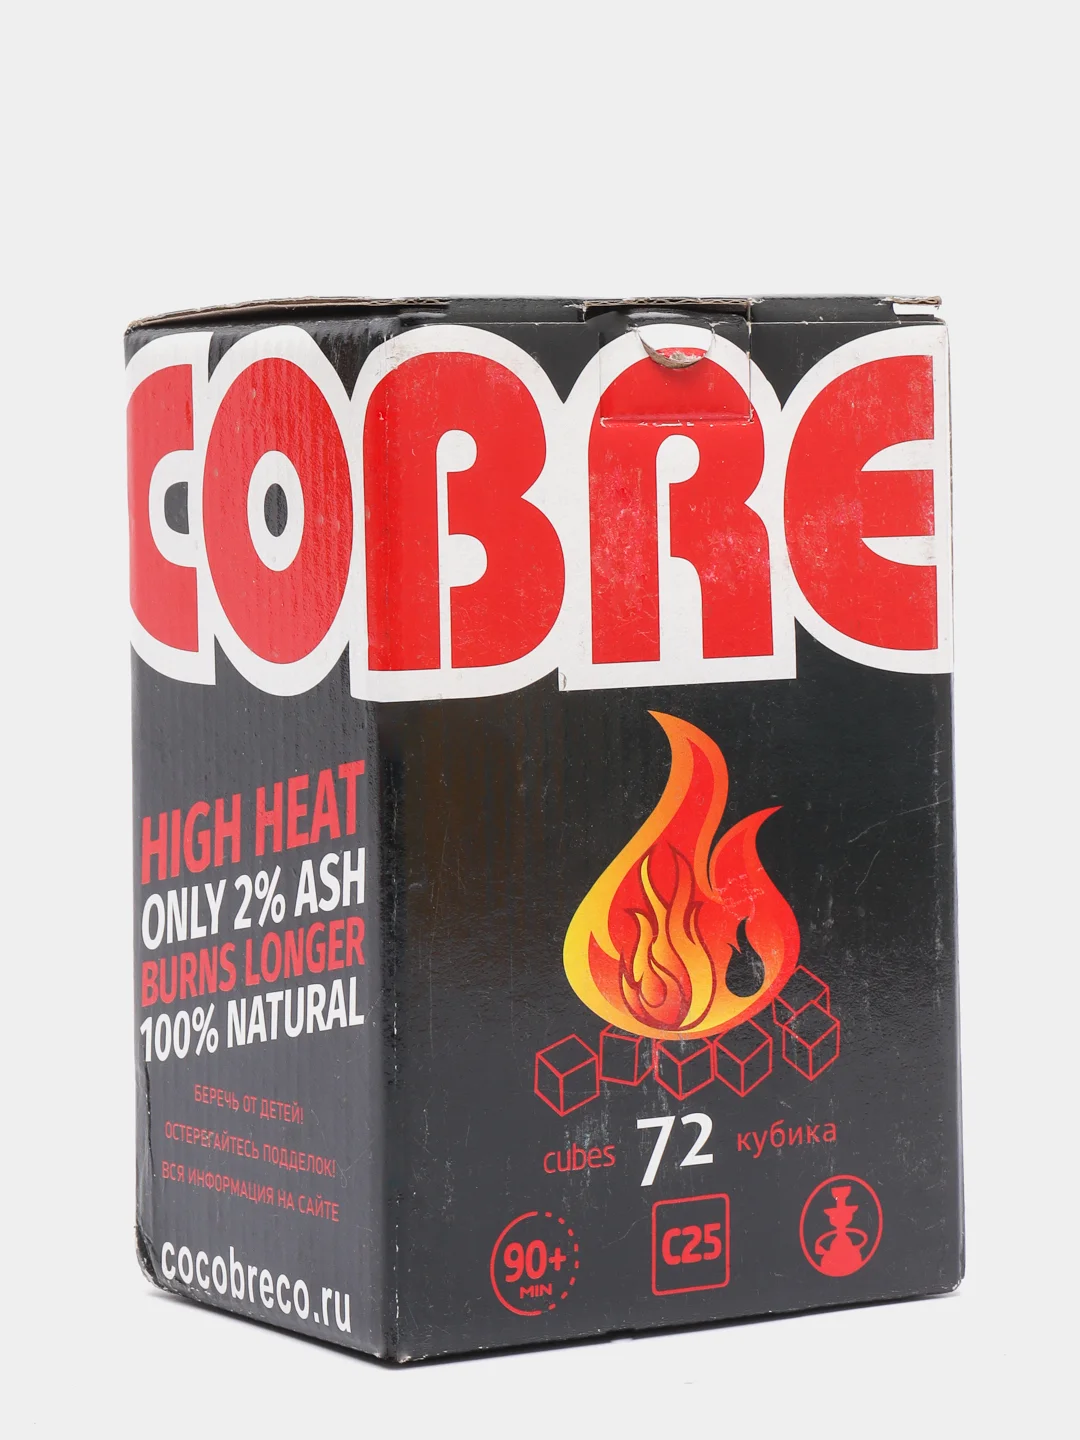 COBRE
HIGH HEAT
ONLY 2% ASH
BURNS LONGER
100% NATURAL
БЕРЕЧЬ ОТ ДЕТЕЙ!
ОСТЕРЕГАЙТЕСЬ ПОДДЕЛОК!
ВСЯ ИНФОРМАЦИЯ НА САЙТЕ
cocobreco.ru
cubes 72 кубика
90+
MIN
C25